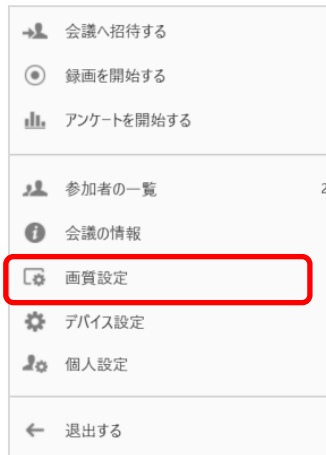 会議へ招待する
録画を開始する
アンケートを開始する
参加者の一覧 2
会議の情報
画質設定
デバイス設定
個人設定
退出する